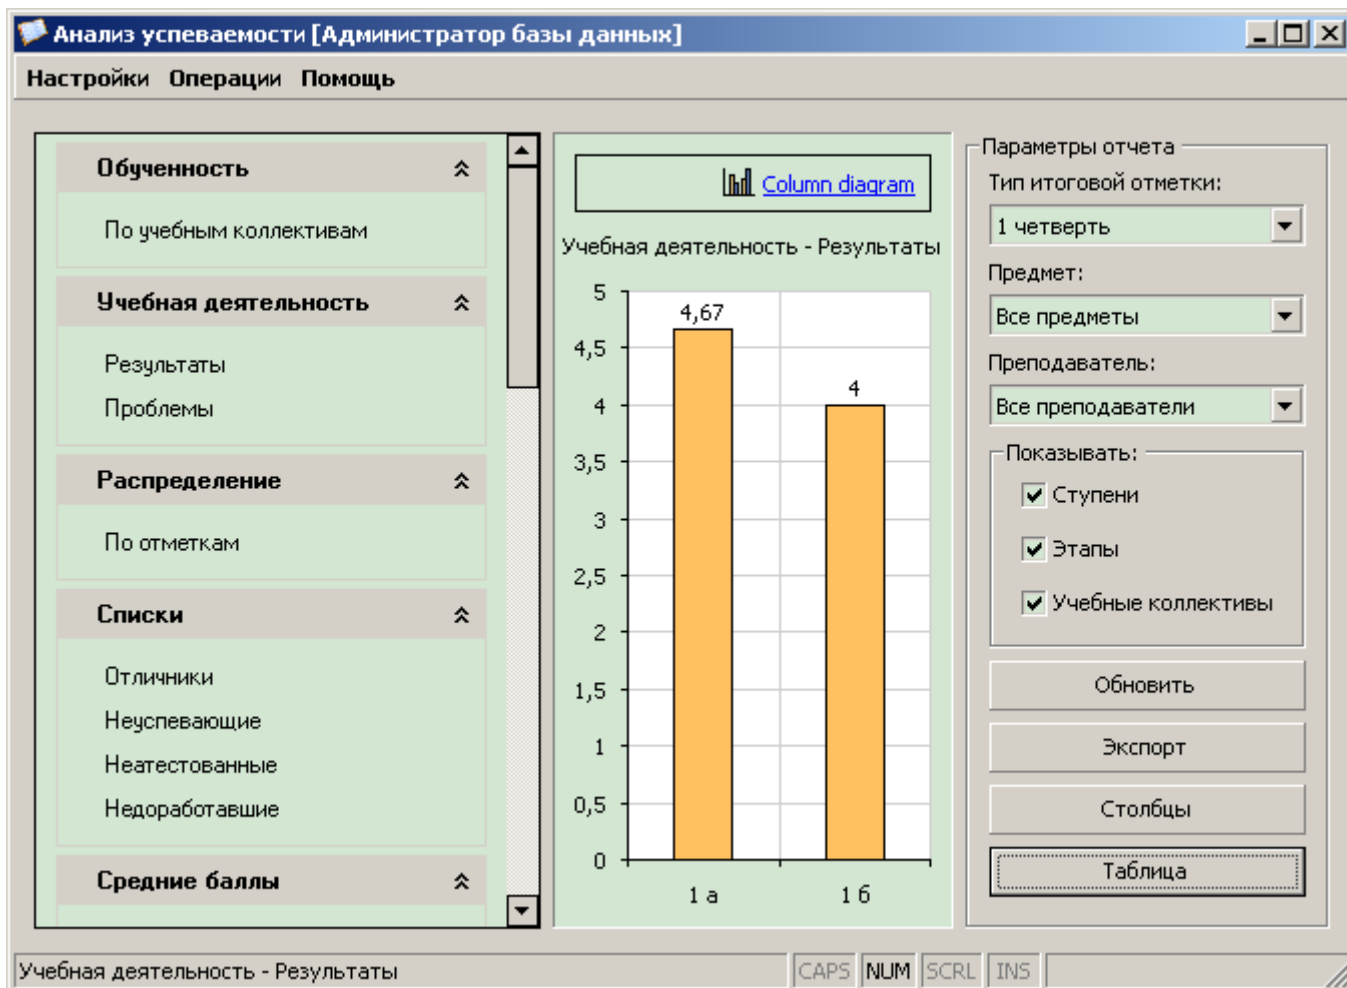 Анализ успеваемости [Администратор базы данных]
Настройки Операции Помощь
Обученность
По учебным коллективам
Учебная деятельность
Результаты
Проблемы
Распределение
По отметкам
Списки
Отличники
Неуспевающие
Неатестованные
Недоработавшие
Средние баллы
Column diagram
Учебная деятельность - Результаты
5
4,5
4
3,5
3
2,5
2
1,5
1
0,5
0
4,67
4
1 а
1 б
Параметры отчета
Тип итоговой отметки:
1 четверть
Предмет:
Все предметы
Преподаватель:
Все преподаватели
Показывать:
Ступени
Этапы
Учебные коллективы
Обновить
Экспорт
Столбцы
Таблица
Учебная деятельность - Результаты
CAPS NUM SCRL INS